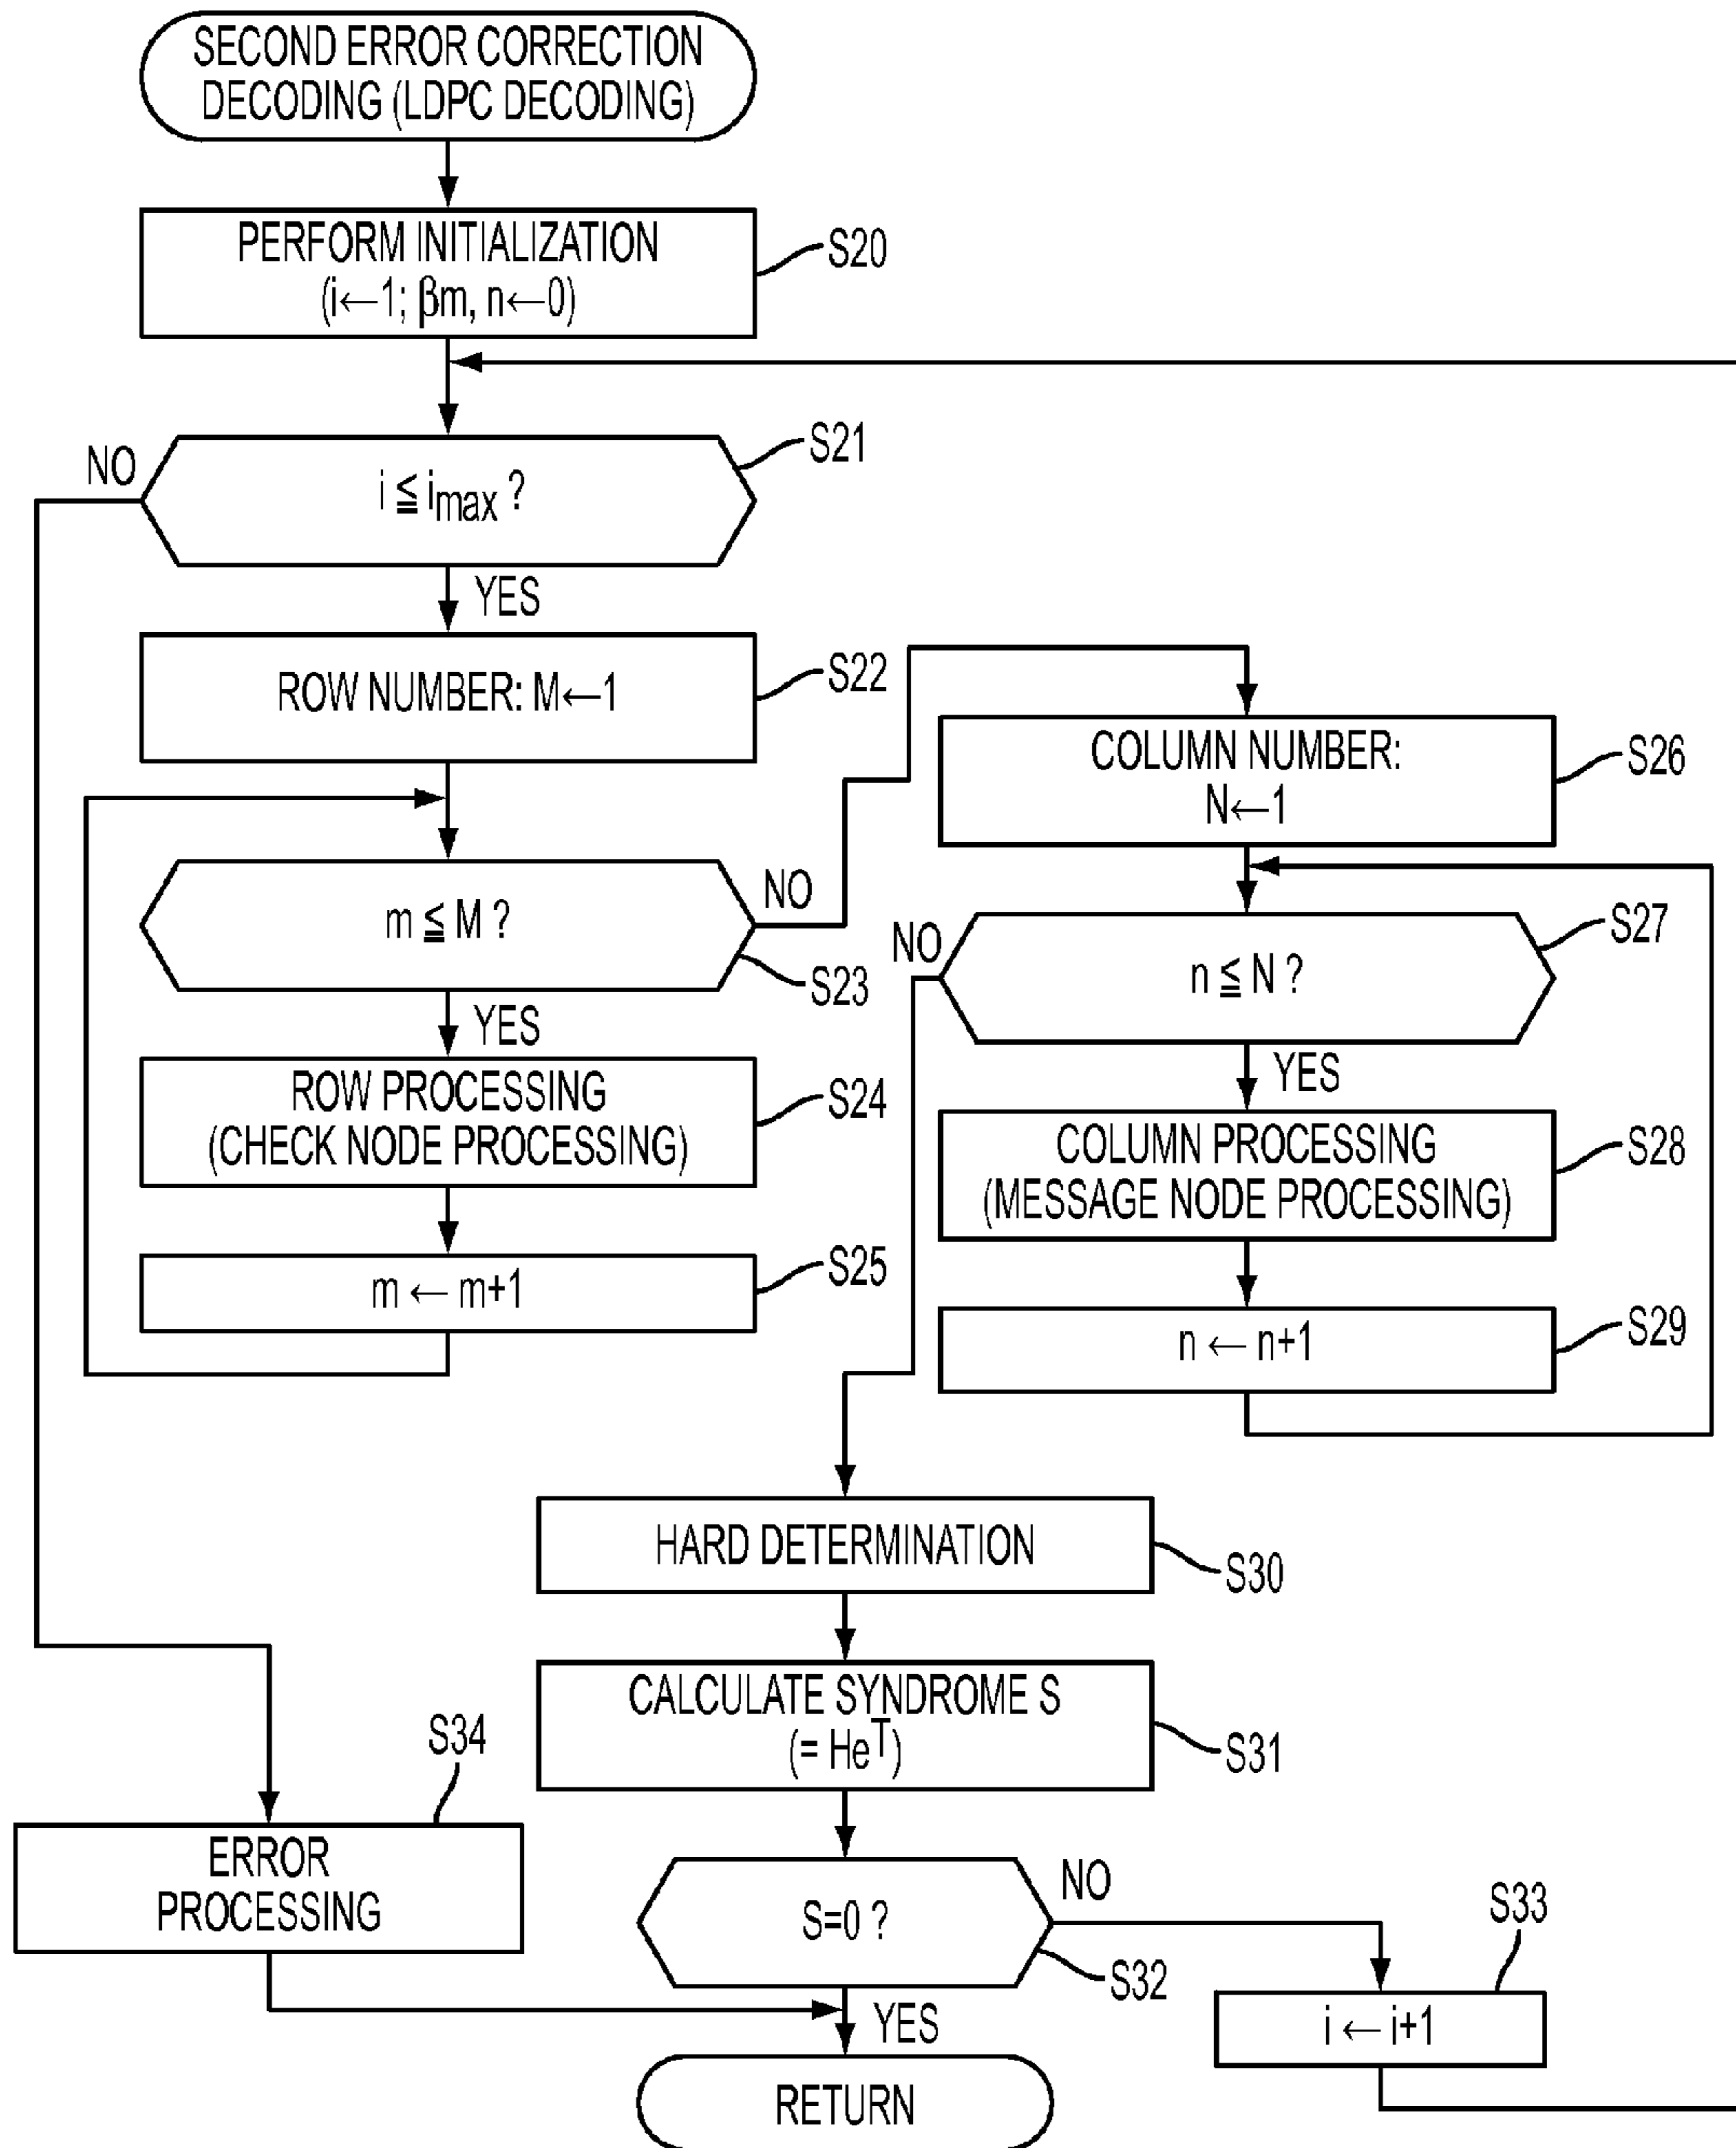 SECOND ERROR CORRECTION
DECODING (LDPC DECODING)
PERFORM INITIALIZATION
(i←1; βm, n←0)
S20
S21
NO
i ≦ imax ?
YES
ROW NUMBER: M←1
S22
m ≦ M ?
NO
S23
YES
ROW PROCESSING
(CHECK NODE PROCESSING)
S24
m ← m+1
S25
COLUMN NUMBER:
N←1
S26
S27
NO
n ≦ N ?
YES
COLUMN PROCESSING
(MESSAGE NODE PROCESSING)
S28
n ← n+1
S29
HARD DETERMINATION
S30
CALCULATE SYNDROME S
(= HeT)
S31
S34
ERROR
PROCESSING
S=0 ?
NO
S32
YES
S33
i ← i+1
RETURN